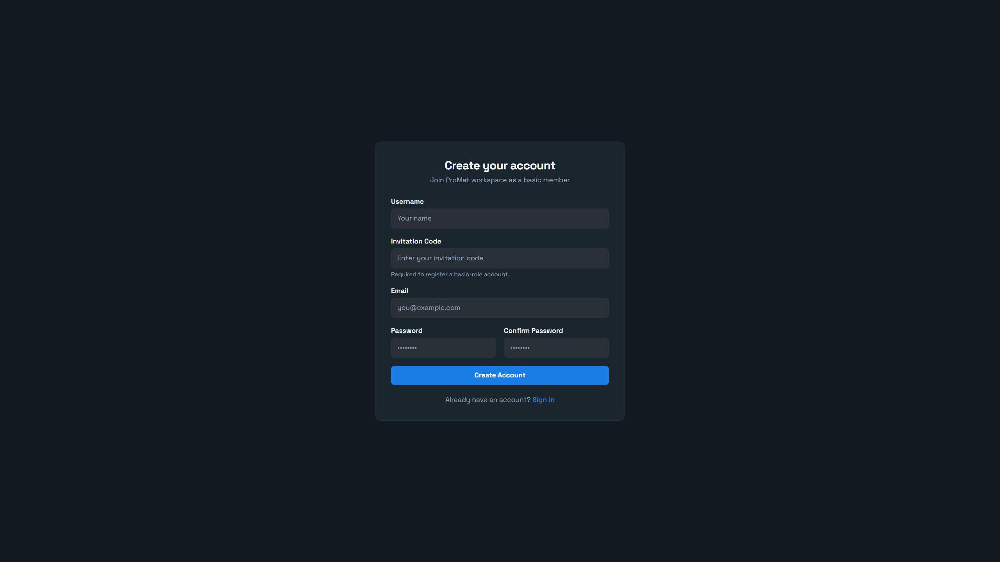 Create your account
Join ProMat workspace as a basic member
Username
Your name
Invitation Code
Enter your invitation code
Required to register a basic-role account.
Email
you@example.com
Password Confirm Password
•••••••• ••••••••
Create Account
Already have an account? Sign in